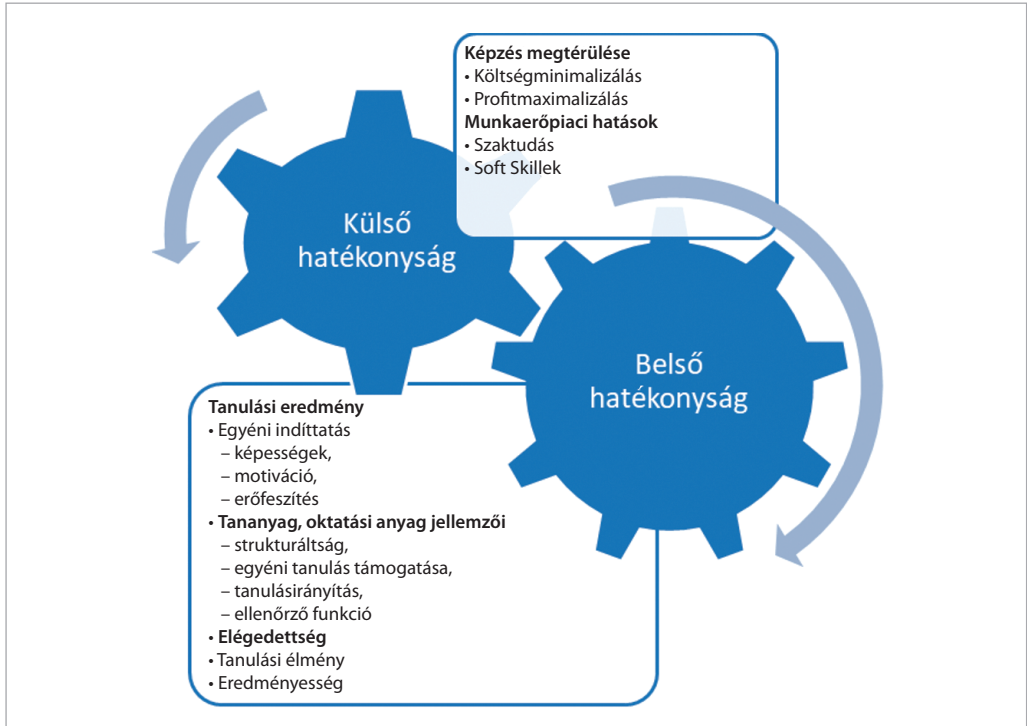 Képzés megtérülése
• Költségminimalizálás
• Profitmaximalizálás
Munkaerőpiaci hatások
• Szaktudás
• Soft Skillek
Külső
hatékonyság
Belső
hatékonyság
Tanulási eredmény
• Egyéni indíttatás
– képességek,
– motiváció,
– erőfeszítés
• Tananyag, oktatási anyag jellemzői
– strukturáltság,
– egyéni tanulás támogatása,
– tanulásirányítás,
– ellenőrző funkció
• Elégedettség
• Tanulási élmény
• Eredményesség